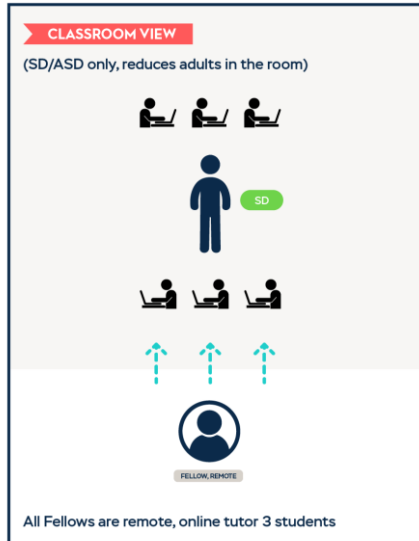 CLASSROOM VIEW
(SD/ASD only, reduces adults in the room)
SD
FELLOW, REMOTE
All Fellows are remote, online tutor 3 students